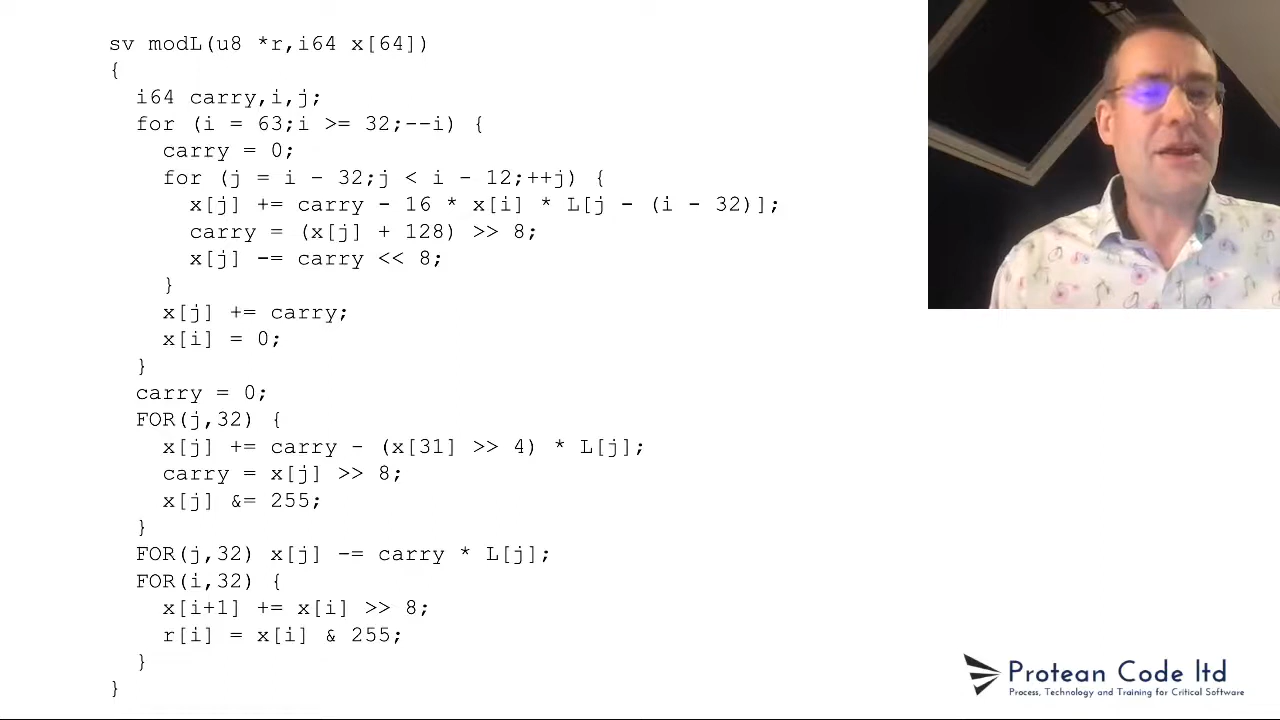 sv modL(u8 *r,i64 x[64])
{
  i64 carry,i,j;
  for (i = 63;i >= 32;--i) {
    carry = 0;
    for (j = i - 32;j < i - 12;++j) {
      x[j] += carry - 16 * x[i] * L[j - (i - 32)];
      carry = (x[j] + 128) >> 8;
      x[j] -= carry << 8;
    }
    x[j] += carry;
    x[i] = 0;
  }
  carry = 0;
  FOR(j,32) {
    x[j] += carry - (x[31] >> 4) * L[j];
    carry = x[j] >> 8;
    x[j] &= 255;
  }
  FOR(j,32) x[j] -= carry * L[j];
  FOR(i,32) {
    x[i+1] += x[i] >> 8;
    r[i] = x[i] & 255;
  }
}
Protean Code ltd
Process, Technology and Training for Critical Software